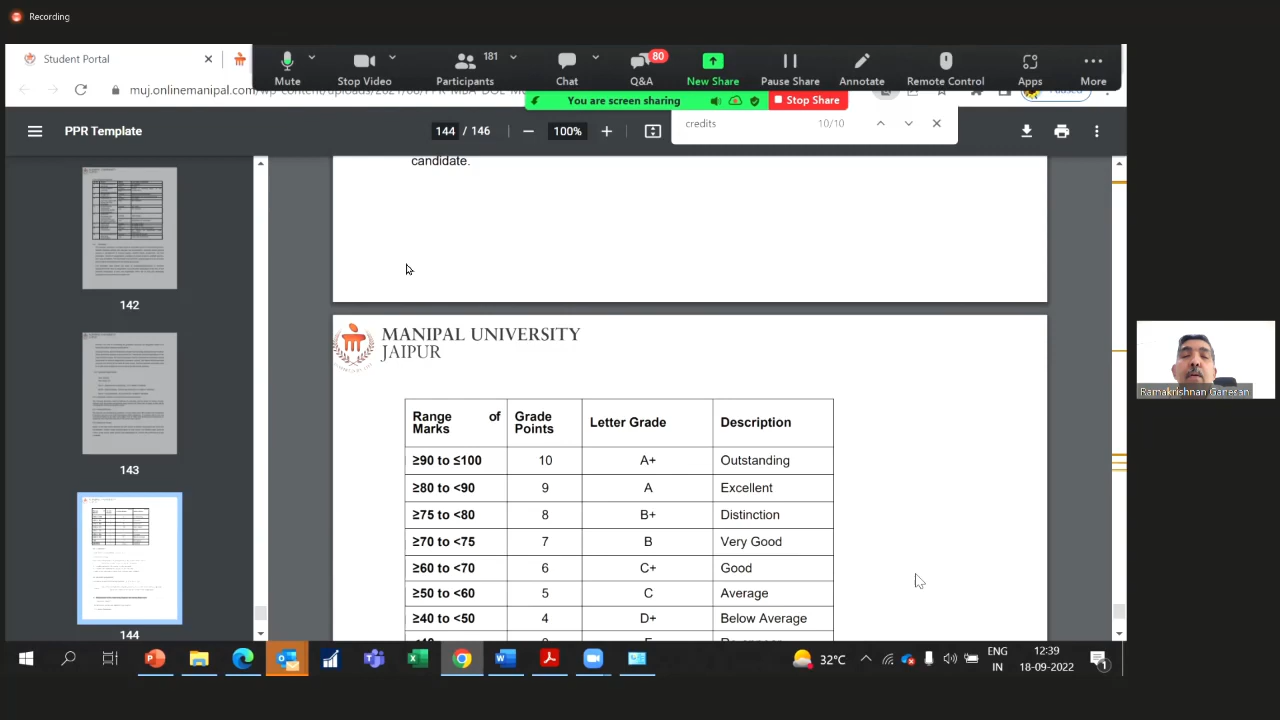 Recording
Student Portal
Mute
Stop Video
181
Participants
Chat
80
Q&A
New Share
Pause Share
Annotate
Remote Control
Apps
More
You are screen sharing
Stop Share
PPR Template
144 / 146
100%
credits
10/10
candidate.
142
143
144
MANIPAL UNIVERSITY
JAIPUR
Range of Marks Grade Points Letter Grade Description
≥90 to ≤100 10 A+ Outstanding
≥80 to <90 9 A Excellent
≥75 to <80 8 B+ Distinction
≥70 to <75 7 B Very Good
≥60 to <70 6 C+ Good
≥50 to <60 5 C Average
≥40 to <50 4 D+ Below Average
Ramakrishnan Ganesan
32°C
ENG
IN
12:39
18-09-2022
1